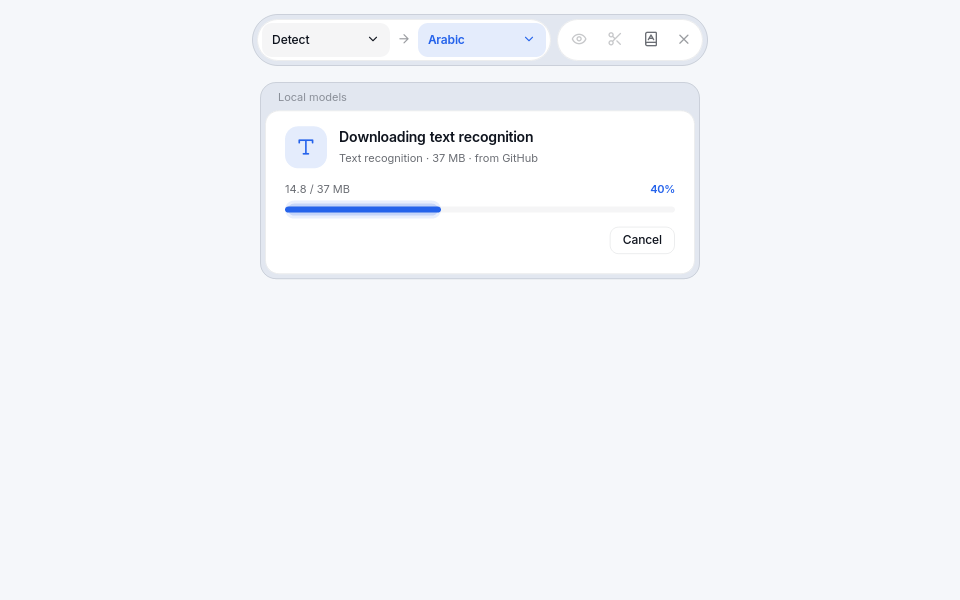 Detect
Arabic
Local models
Downloading text recognition
Text recognition · 37 MB · from GitHub
14.8 / 37 MB
40%
Cancel